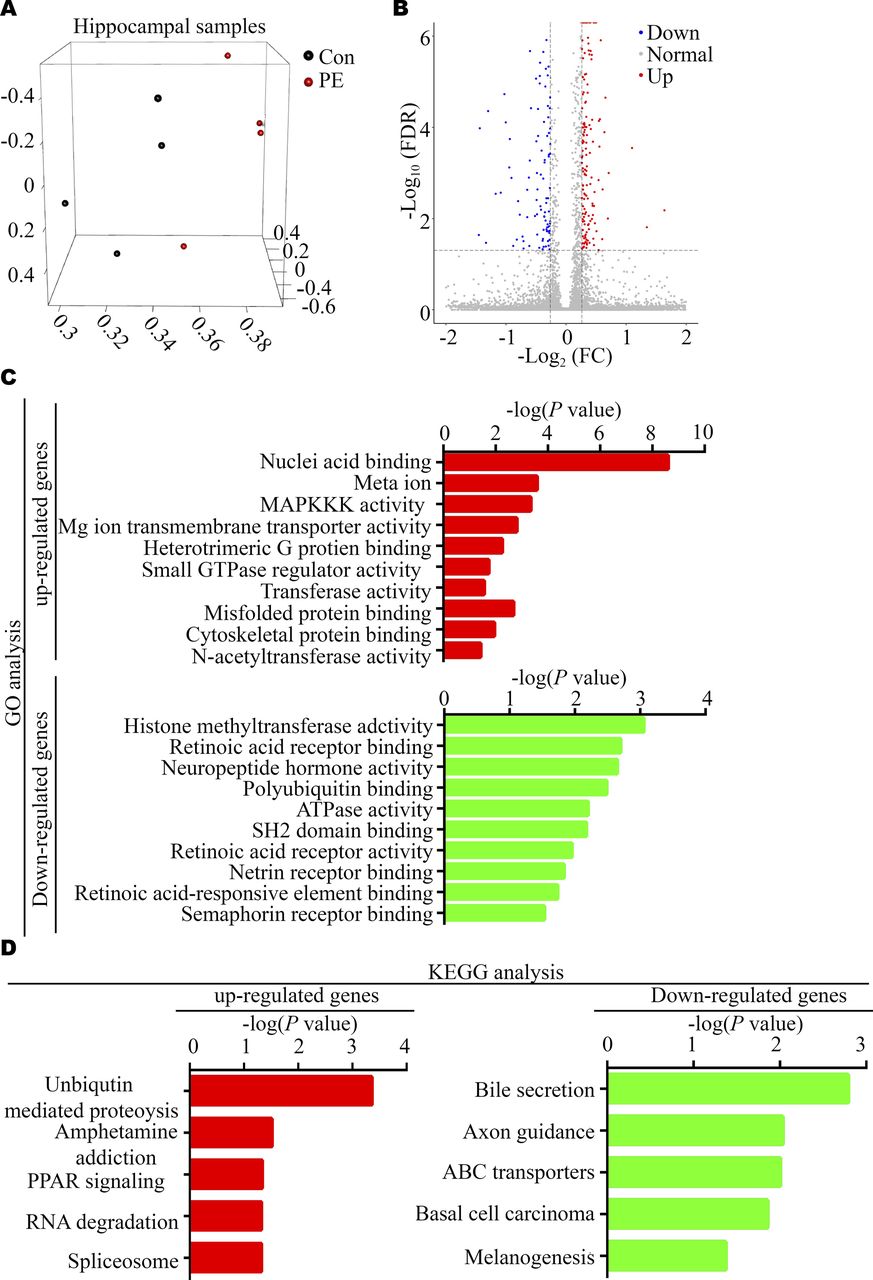 A
Hippocampal samples
Con
PE
-0.4
-0.2
0
0.2
0.4
0.4
0.2
0
-0.4
-0.6
0.3
0.32
0.34
0.36
0.38
B
Down
Normal
Up
-Log10 (FDR)
6
4
2
0
-2 -1 0 1 2
-Log2 (FC)
C
GO analysis
up-regulated genes
-log(P value)
0 2 4 6 8 10
Nuclei acid binding
Meta ion
MAPKKK activity
Mg ion transmembrane transporter activity
Heterotrimeric G protien binding
Small GTPase regulator activity
Transferase activity
Misfolded protein binding
Cytoskeletal protein binding
N-acetyltransferase activity
Down-regulated genes
-log(P value)
0 1 2 3 4
Histone methyltransferase adctivity
Retinoic acid receptor binding
Neuropeptide hormone activity
Polyubiquitin binding
ATPase activity
SH2 domain binding
Retinoic acid receptor activity
Netrin receptor binding
Retinoic acid-responsive element binding
Semaphorin receptor binding
D
KEGG analysis
up-regulated genes
-log(P value)
0 1 2 3 4
Unbiqutin
mediated proteoysis
Amphetamine
addiction
PPAR signaling
RNA degradation
Spliceosome
Down-regulated genes
-log(P value)
0 1 2 3
Bile secretion
Axon guidance
ABC transporters
Basal cell carcinoma
Melanogenesis